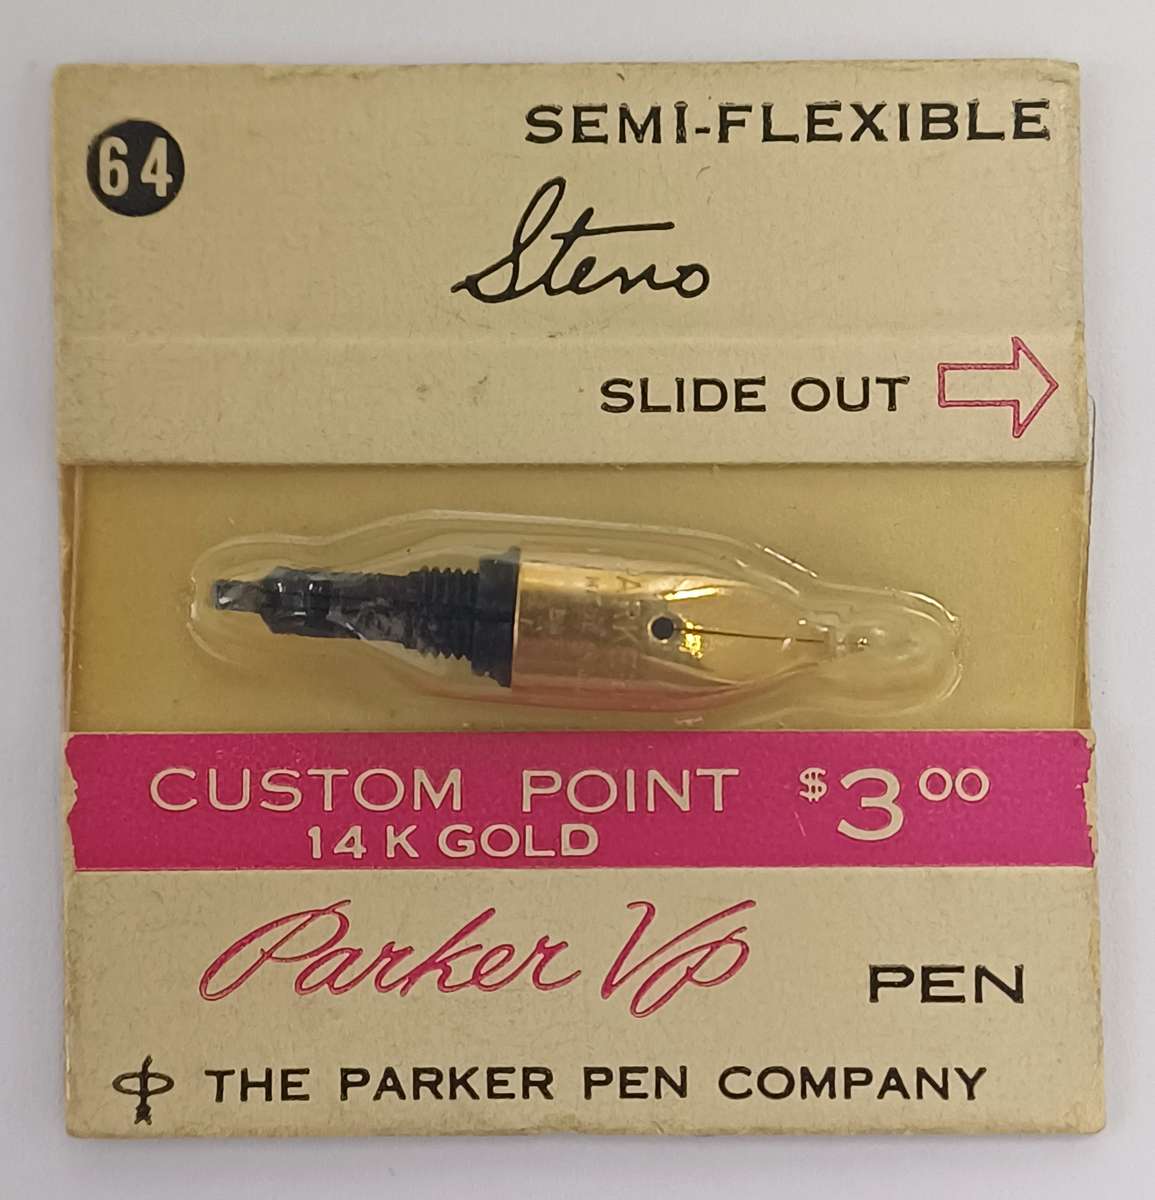 64
SEMI-FLEXIBLE
Steno
SLIDE OUT
CUSTOM POINT $3.00
14 K GOLD
Parker Vp PEN
THE PARKER PEN COMPANY